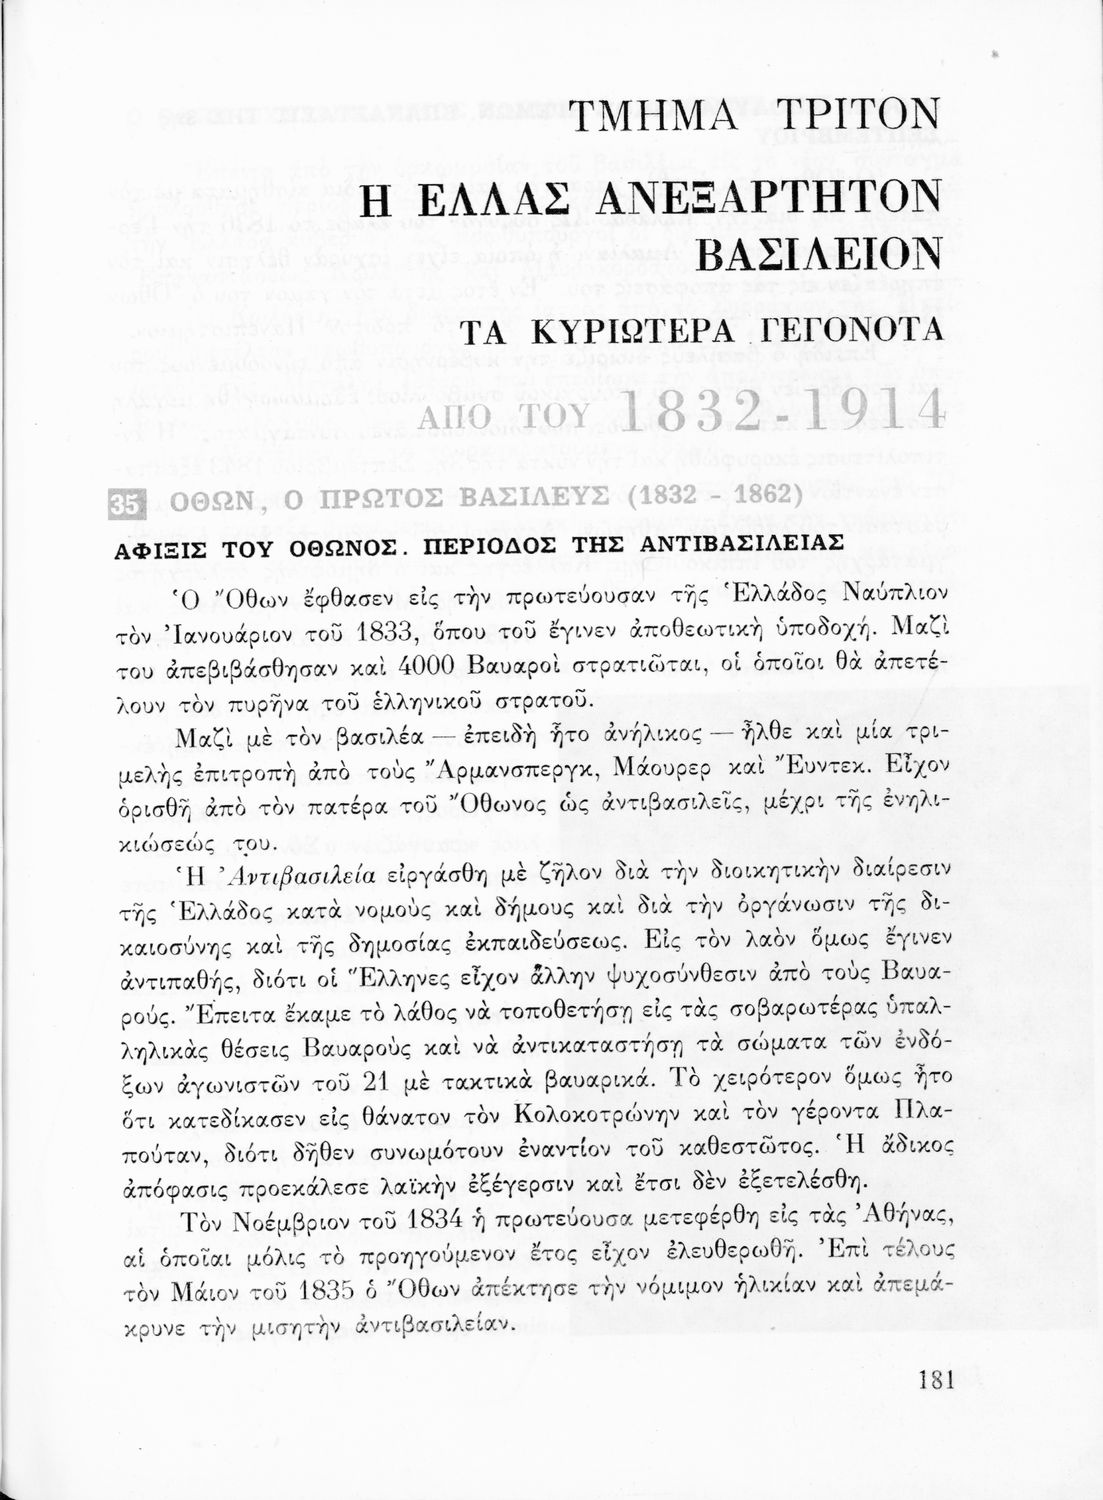 ΤΜΗΜΑ ΤΡΙΤΟΝ
Η ΕΛΛΑΣ ΑΝΕΞΑΡΤΗΤΟΝ
ΒΑΣΙΛΕΙΟΝ
ΤΑ ΚΥΡΙΩΤΕΡΑ ΓΕΓΟΝΟΤΑ
ΑΠΟ ΤΟΥ 1832-1914
35 ΟΘΩΝ, Ο ΠΡΩΤΟΣ ΒΑΣΙΛΕΥΣ (1832 - 1862)
ΑΦΙΞΙΣ ΤΟΥ ΟΘΩΝΟΣ. ΠΕΡΙΟΔΟΣ ΤΗΣ ΑΝΤΙΒΑΣΙΛΕΙΑΣ
Ὁ Ὄθων ἔφθασεν εἰς τὴν πρωτεύουσαν τῆς Ἑλλάδος Ναύπλιον
τὸν Ἰανουάριον τοῦ 1833, ὅπου τοῦ ἔγινεν ἀποθεωτικὴ ὑποδοχή. Μαζὶ
του ἀπεβιβάσθησαν καὶ 4000 Βαυαροὶ στρατιῶται, οἱ ὁποῖοι θὰ ἀπετέ-
λουν τὸν πυρῆνα τοῦ ἑλληνικοῦ στρατοῦ.
Μαζὶ μὲ τὸν βασιλέα — ἐπειδὴ ἦτο ἀνήλικος — ἦλθε καὶ μία τρι-
μελὴς ἐπιτροπὴ ἀπὸ τοὺς Ἄρμανσπεργκ, Μάουρερ καὶ Ἔυντεκ. Εἶχον
ὁρισθῆ ἀπὸ τὸν πατέρα τοῦ Ὄθωνος ὡς ἀντιβασιλεῖς, μέχρι τῆς ἐνηλι-
κιώσεώς του.
Ἡ Ἀντιβασιλεία εἰργάσθη μὲ ζῆλον διὰ τὴν διοικητικὴν διαίρεσιν
τῆς Ἑλλάδος κατὰ νομοὺς καὶ δήμους καὶ διὰ τὴν ὀργάνωσιν τῆς δι-
καιοσύνης καὶ τῆς δημοσίας ἐκπαιδεύσεως. Εἰς τὸν λαὸν ὅμως ἔγινεν
ἀντιπαθής, διότι οἱ Ἕλληνες εἶχον ἄλλην ψυχοσύνθεσιν ἀπὸ τοὺς Βαυα-
ρούς. Ἔπειτα ἔκαμε τὸ λάθος νὰ τοποθετήσῃ εἰς τὰς σοβαρωτέρας ὑπαλ-
ληλικὰς θέσεις Βαυαροὺς καὶ νὰ ἀντικαταστήσῃ τὰ σώματα τῶν ἐνδό-
ξων ἀγωνιστῶν τοῦ 21 μὲ τακτικὰ βαυαρικά. Τὸ χειρότερον ὅμως ἦτο
ὅτι κατεδίκασεν εἰς θάνατον τὸν Κολοκοτρώνην καὶ τὸν γέροντα Πλα-
πούταν, διότι δῆθεν συνωμότουν ἐναντίον τοῦ καθεστῶτος. Ἡ ἄδικος
ἀπόφασις προεκάλεσε λαϊκὴν ἐξέγερσιν καὶ ἔτσι δὲν ἐξετελέσθη.
Τὸν Νοέμβριον τοῦ 1834 ἡ πρωτεύουσα μετεφέρθη εἰς τὰς Ἀθήνας,
αἱ ὁποῖαι μόλις τὸ προηγούμενον ἔτος εἶχον ἐλευθερωθῆ. Ἐπὶ τέλους
τὸν Μάιον τοῦ 1835 ὁ Ὄθων ἀπέκτησε τὴν νόμιμον ἡλικίαν καὶ ἀπεμά-
κρυνε τὴν μισητὴν ἀντιβασιλείαν.
181